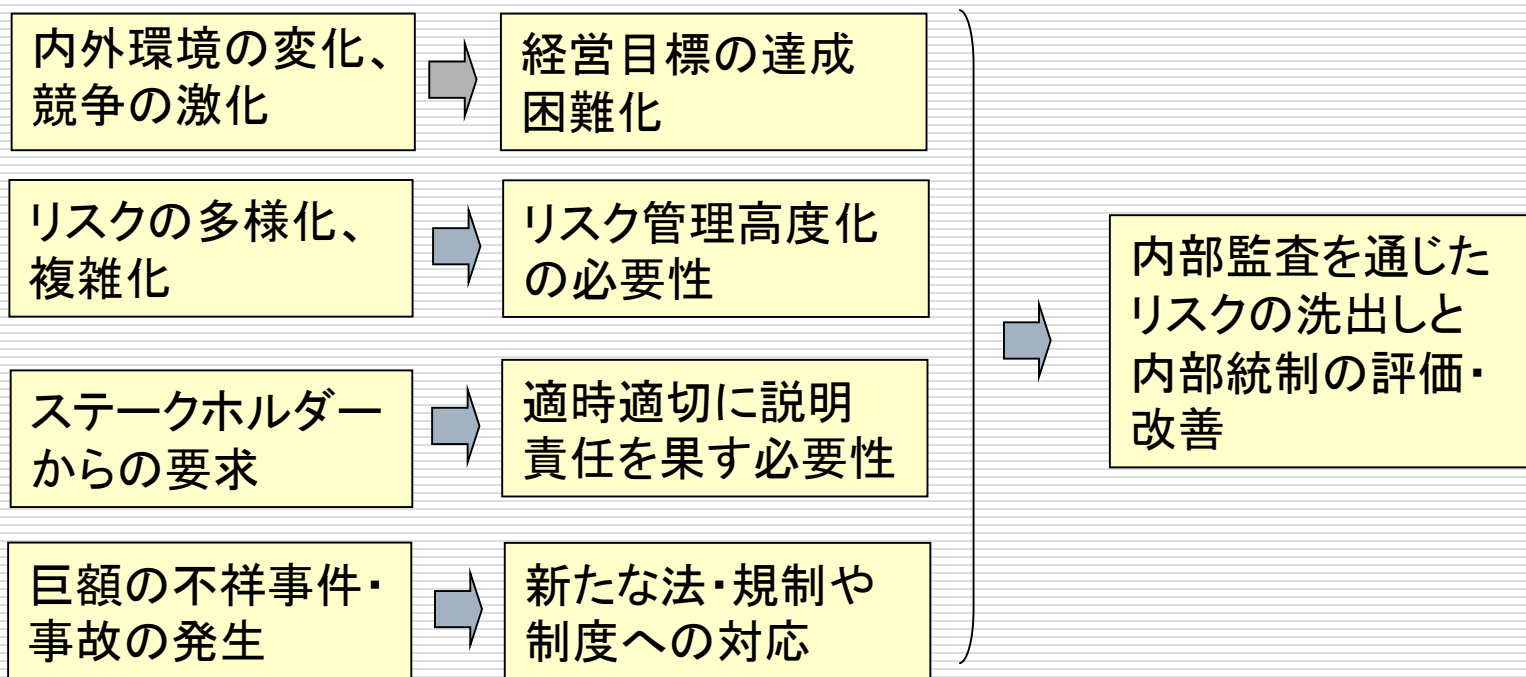 内外環境の変化、
競争の激化
経営目標の達成
困難化
リスクの多様化、
複雑化
リスク管理高度化
の必要性
ステークホルダー
からの要求
適時適切に説明
責任を果す必要性
巨額の不祥事件・
事故の発生
新たな法・規制や
制度への対応
内部監査を通じた
リスクの洗出しと
内部統制の評価・
改善